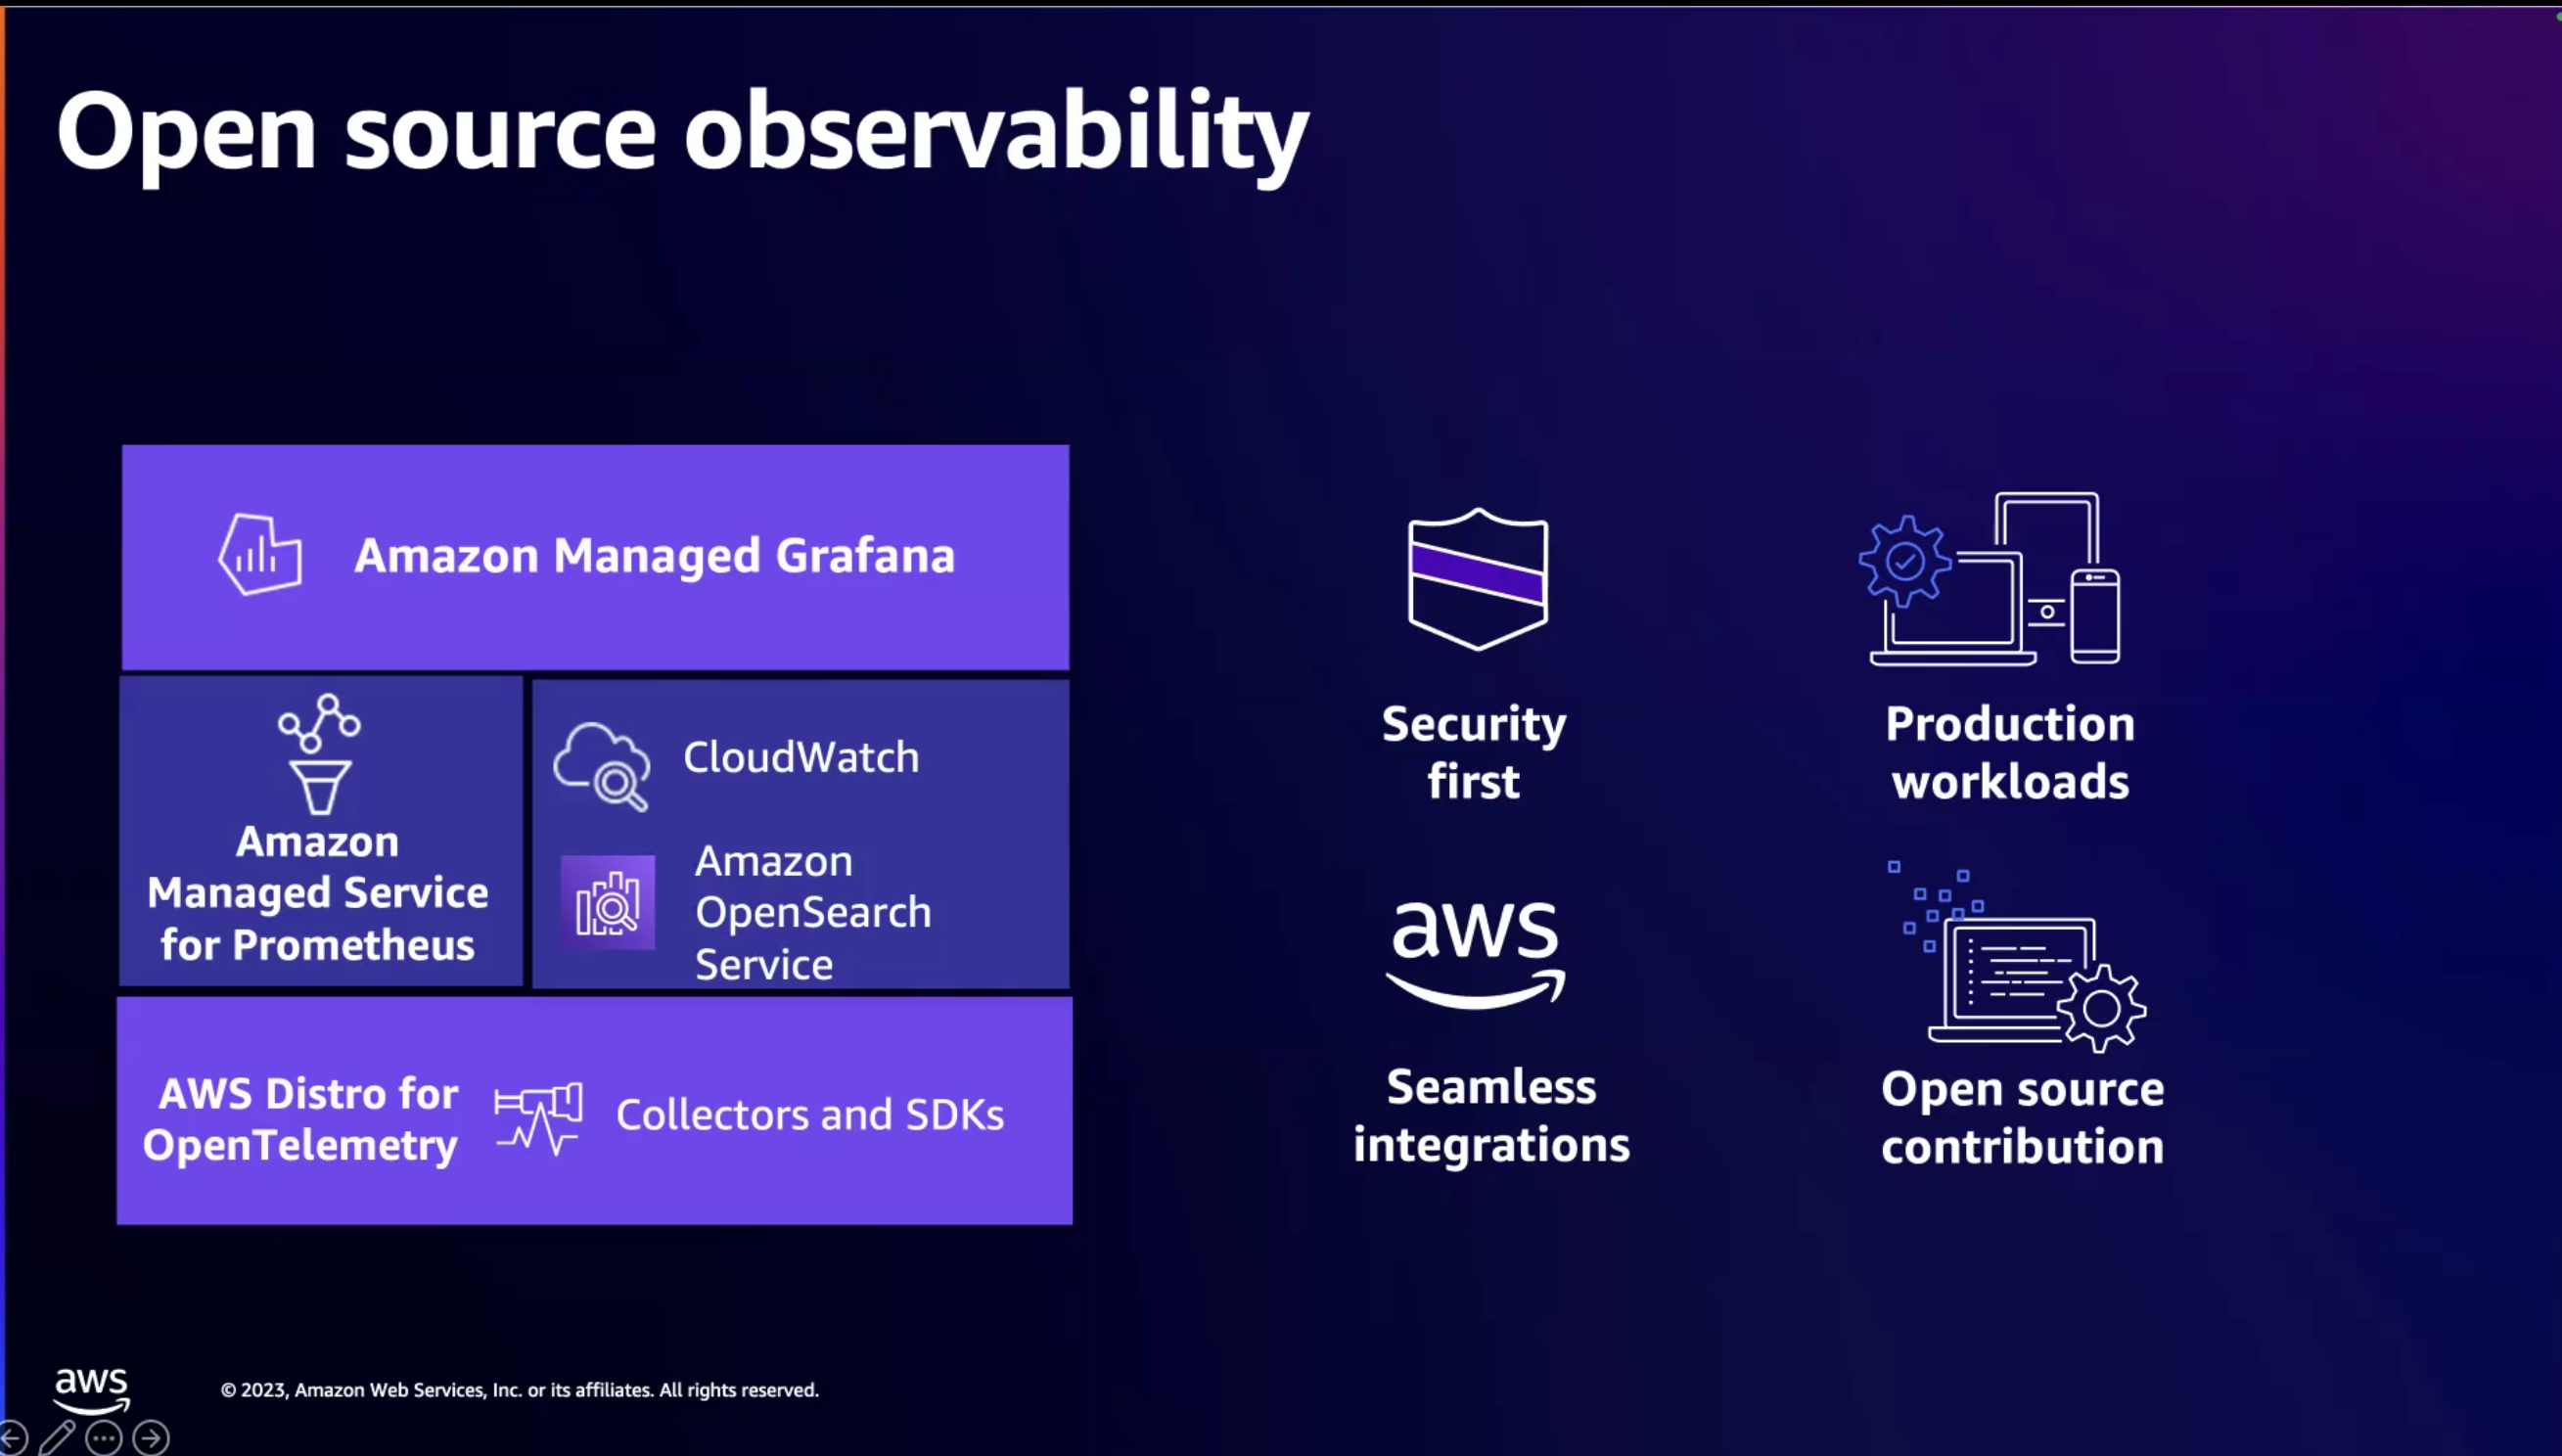 Open source observability
Amazon Managed Grafana
Amazon
Managed Service
for Prometheus
CloudWatch
Amazon
OpenSearch
Service
AWS Distro for
OpenTelemetry
Collectors and SDKs
Security
first
Production
workloads
aws
Seamless
integrations
Open source
contribution
aws
© 2023, Amazon Web Services, Inc. or its affiliates. All rights reserved.